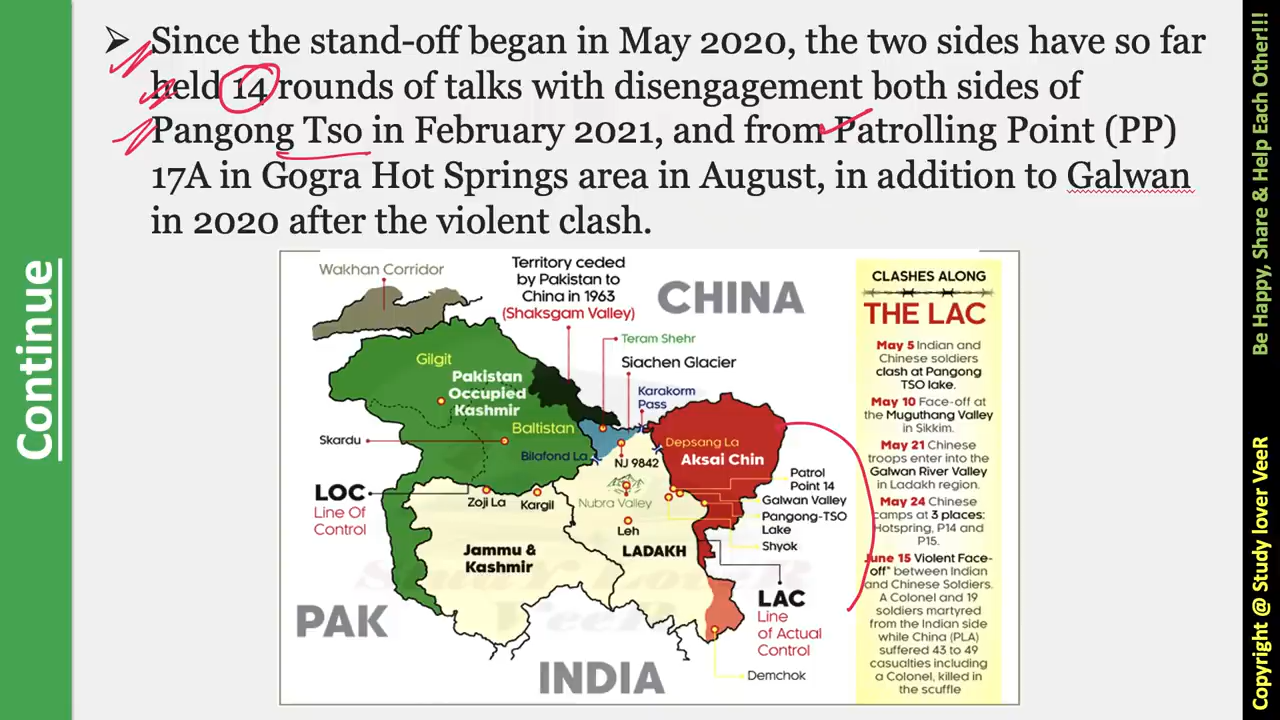 ➢ Since the stand-off began in May 2020, the two sides have so far
held 14 rounds of talks with disengagement both sides of
Pangong Tso in February 2021, and from Patrolling Point (PP)
17A in Gogra Hot Springs area in August, in addition to Galwan
in 2020 after the violent clash.
Continue
Wakhan Corridor
Territory ceded
by Pakistan to
China in 1963
(Shaksgam Valley)
CHINA
Teram Shehr
Siachen Glacier
Karakorm
Pass
Gilgit
Pakistan
Occupied
Kashmir
Baltistan
Skardu
Bilafond La
NJ 9842
Depsang La
Aksai Chin
LOC
Line Of
Control
Zoji La
Kargil
Nubra Valley
Leh
Patrol
Point 14
Galwan Valley
Pangong-TSO
Lake
Shyok
Jammu &
Kashmir
LADAKH
LAC
Line
of Actual
Control
PAK
INDIA
Demchok
CLASHES ALONG
THE LAC
May 5 Indian and
Chinese soldiers
clash at Pangong
TSO lake.
May 10 Face-off at
the Muguthang Valley
in Sikkim.
May 21 Chinese
troops enter into the
Galwan River Valley
in Ladakh region.
May 24 Chinese
camps at 3 places:
Hotspring, P14 and
P15.
June 15 Violent Face-
off* between Indian
and Chinese Soldiers.
A Colonel and 19
soldiers martyred
from the Indian side
while China (PLA)
suffered 43 to 49
casualties including
a Colonel, killed in
the scuffle
Be Happy, Share & Help Each Other!!!
Copyright @ Study lover VeeR